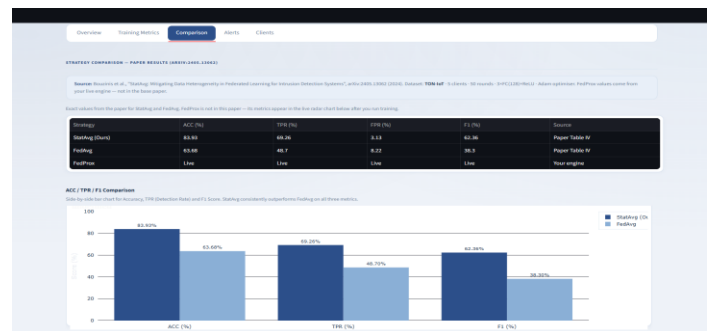 Overview Training Metrics Comparison Alerts Clients
STRATEGY COMPARISON — PAPER RESULTS (ARXIV:2405.13062)
Source: Bouzinis et al., "StatAvg: Mitigating Data Heterogeneity in Federated Learning for Intrusion Detection Systems", arXiv:2405.13062 (2024). Dataset: TON-IoT · 5 clients · 50 rounds · Adam optimizer. FedProx values come from
your live engine — not in the base paper.
Exact values from the paper for StatAvg and FedAvg. FedProx is not in this paper — its metrics appear in the live radar chart below after you run training.
Strategy ACC (%) TPR (%) FPR (%) F1 (%) Source
StatAvg (Ours) 83.93 69.26 3.13 62.36 Paper Table IV
FedAvg 63.68 48.7 8.22 38.3 Paper Table IV
FedProx Live Live Live Live Your engine
ACC / TPR / F1 Comparison
Side-by-side bar chart for Accuracy, TPR (Detection Rate) and F1 Score. StatAvg consistently outperforms FedAvg on all three metrics.
100
80
60
40
20
0
83.93%
63.68%
69.26%
48.70%
62.36%
38.30%
ACC (%) TPR (%) F1 (%)
StatAvg (Ou
FedAvg